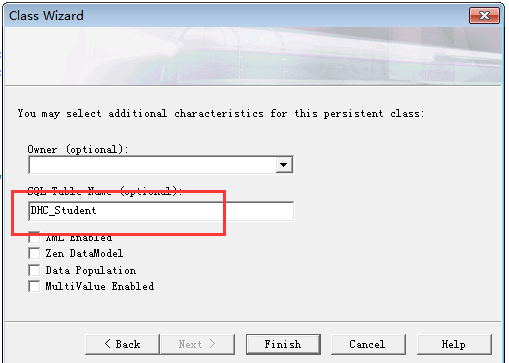 Class Wizard
You may select additional characteristics for this persistent class:
Owner (optional):
SQL Table Name (optional):
DHC_Student
XML Enabled
Zen DataModel
Data Population
MultiValue Enabled
< Back
Next >
Finish
Cancel
Help